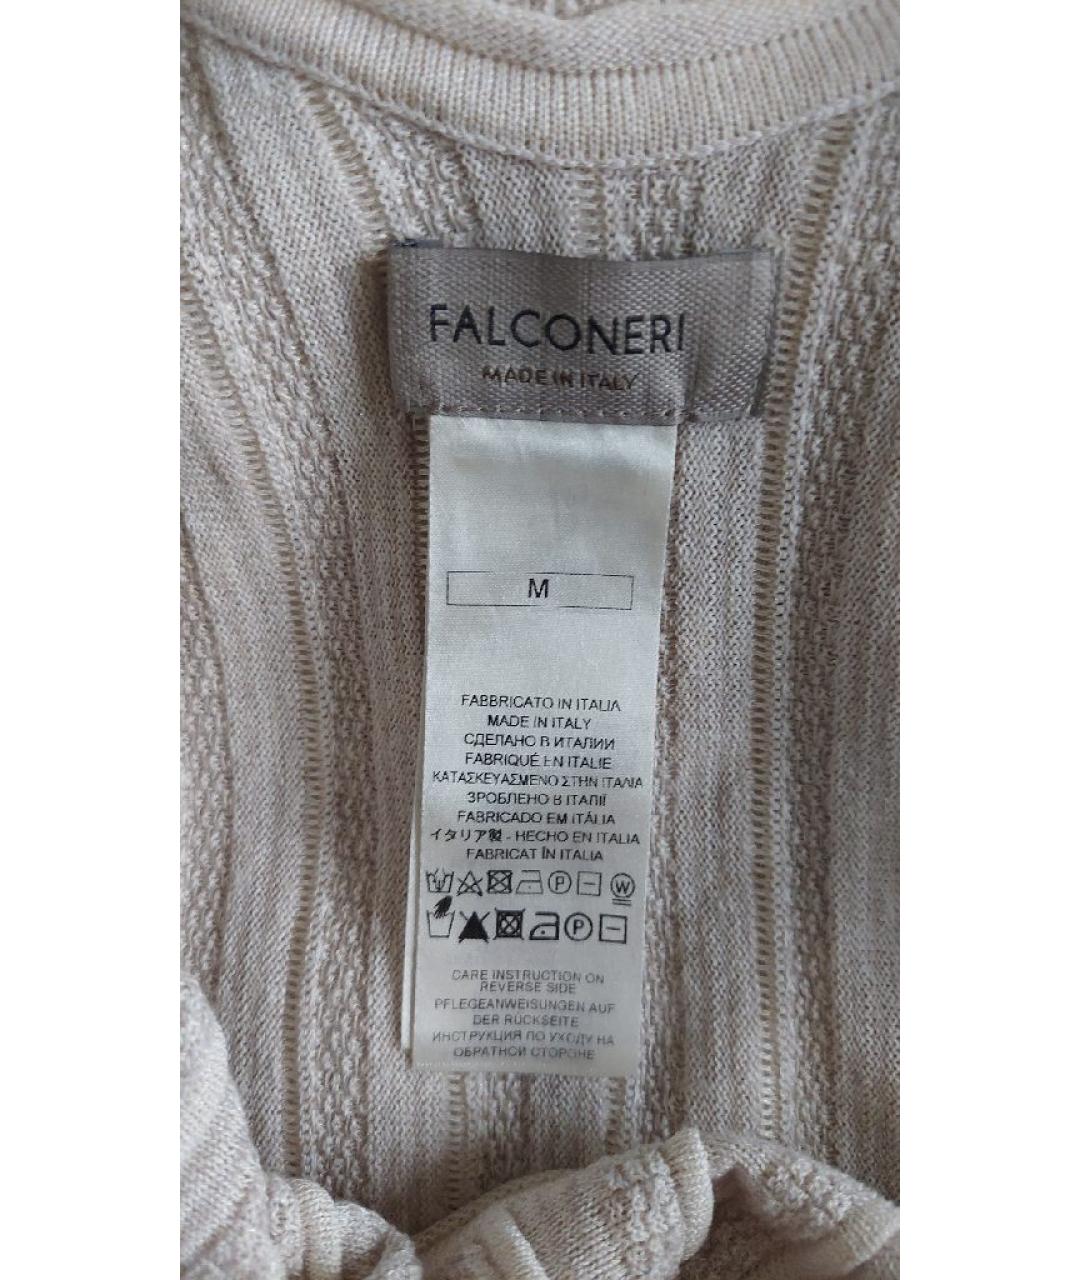 FALCONERI
MADE IN ITALY
M
FABBRICATO IN ITALIA
MADE IN ITALY
СДЕЛАНО В ИТАЛИИ
FABRIQUÉ EN ITALIE
ΚΑΤΑΣΚΕΥΑΣΜΕΝΟ ΣΤΗΝ ΙΤΑΛΙΑ
ЗРОБЛЕНО В ІТАЛІЇ
FABRICADO EM ITÁLIA
イタリア製 - HECHO EN ITALIA
FABRICAT ÎN ITALIA
P W
P
CARE INSTRUCTION ON
REVERSE SIDE
PFLEGEANWEISUNGEN AUF
DER RÜCKSEITE
ИНСТРУКЦИЯ ПО УХОДУ НА
ОБРАТНОЙ СТОРОНЕ